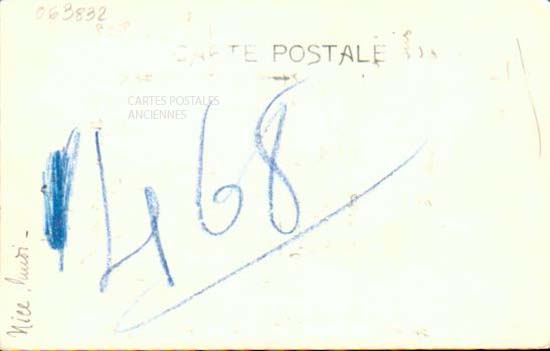 063832
CARTE POSTALE
CARTES POSTALES
ANCIENNES
468
Nice